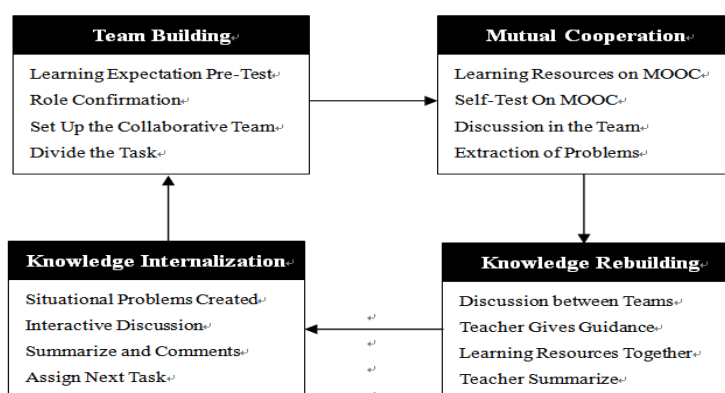 Team Building
Learning Expectation Pre-Test
Role Confirmation
Set Up the Collaborative Team
Divide the Task
Mutual Cooperation
Learning Resources on MOOC
Self-Test On MOOC
Discussion in the Team
Extraction of Problems
Knowledge Internalization
Situational Problems Created
Interactive Discussion
Summarize and Comments
Assign Next Task
Knowledge Rebuilding
Discussion between Teams
Teacher Gives Guidance
Learning Resources Together
Teacher Summarize